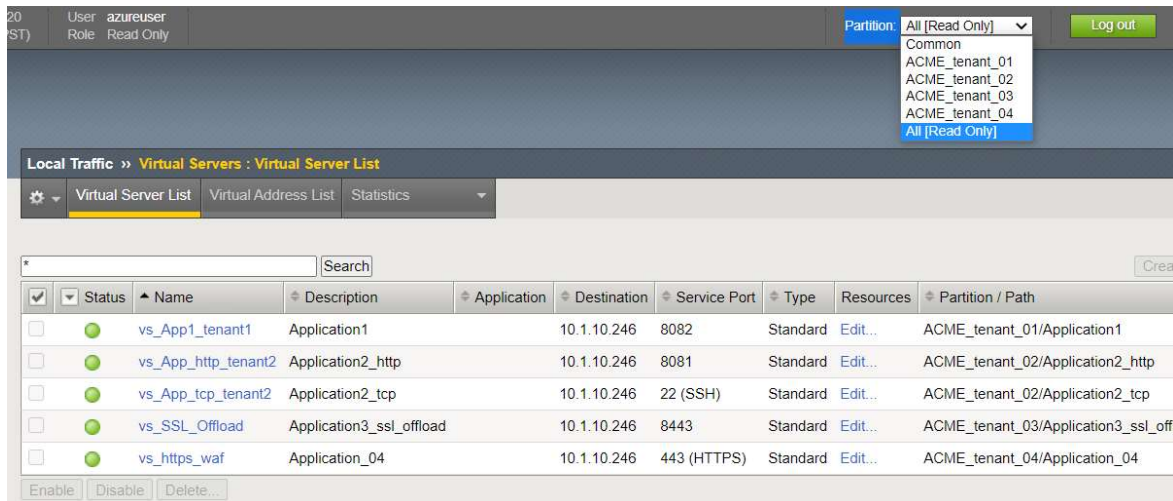 20 User azureuser Partition: All [Read Only] Log out
PST) Role Read Only
Common
ACME_tenant_01
ACME_tenant_02
ACME_tenant_03
ACME_tenant_04
All [Read Only]
Local Traffic ›› Virtual Servers : Virtual Server List
Virtual Server List Virtual Address List Statistics
* Search Crea
Status Name Description Application Destination Service Port Type Resources Partition / Path
vs_App1_tenant1 Application1 10.1.10.246 8082 Standard Edit... ACME_tenant_01/Application1
vs_App_http_tenant2 Application2_http 10.1.10.246 8081 Standard Edit... ACME_tenant_02/Application2_http
vs_App_tcp_tenant2 Application2_tcp 10.1.10.246 22 (SSH) Standard Edit... ACME_tenant_02/Application2_tcp
vs_SSL_Offload Application3_ssl_offload 10.1.10.246 8443 Standard Edit... ACME_tenant_03/Application3_ssl_off
vs_https_waf Application_04 10.1.10.246 443 (HTTPS) Standard Edit... ACME_tenant_04/Application_04
Enable Disable Delete...